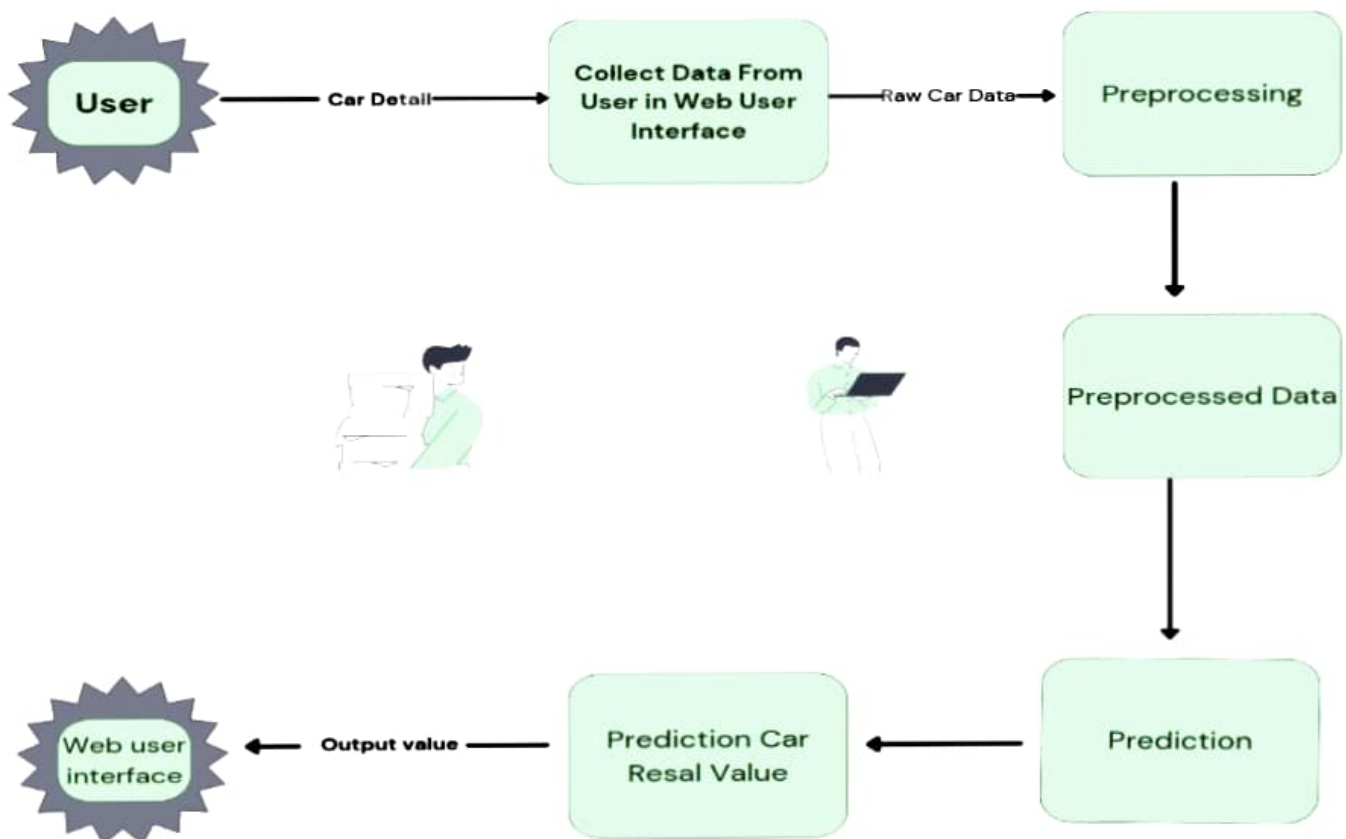 User
Car Detail
Collect Data From
User in Web User
Interface
Raw Car Data
Preprocessing
Preprocessed Data
Prediction
Prediction Car
Resal Value
Output value
Web user
interface